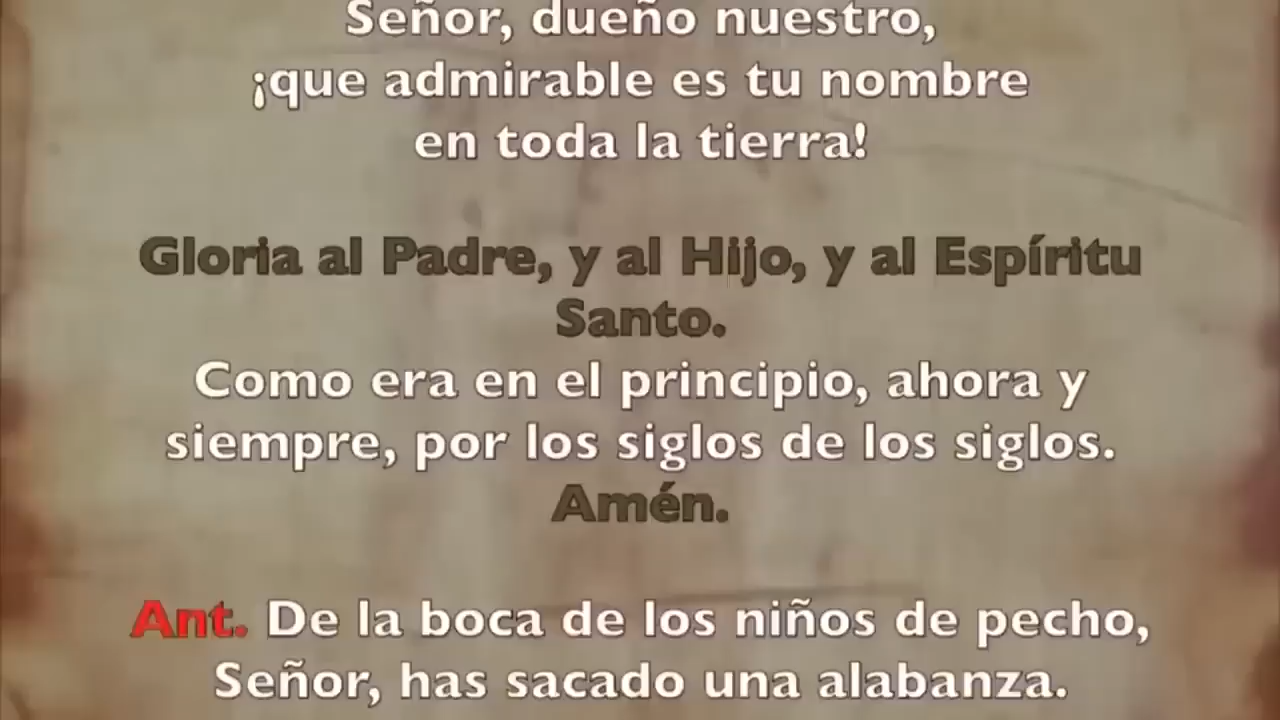 Señor, dueño nuestro,
¡que admirable es tu nombre
en toda la tierra!
Gloria al Padre, y al Hijo, y al Espíritu
Santo.
Como era en el principio, ahora y
siempre, por los siglos de los siglos.
Amén.
Ant. De la boca de los niños de pecho,
Señor, has sacado una alabanza.